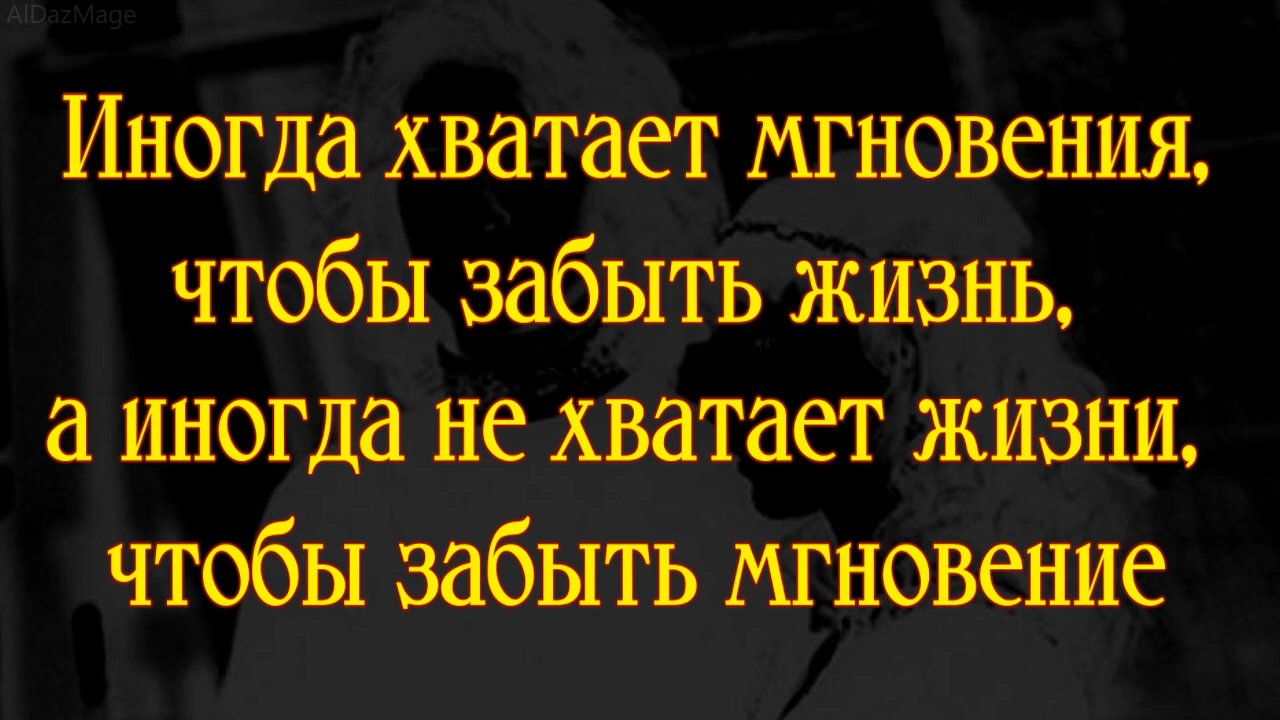 AlDazMage
Иногда хватает мгновения,
чтобы забыть жизнь,
а иногда не хватает жизни,
чтобы забыть мгновение